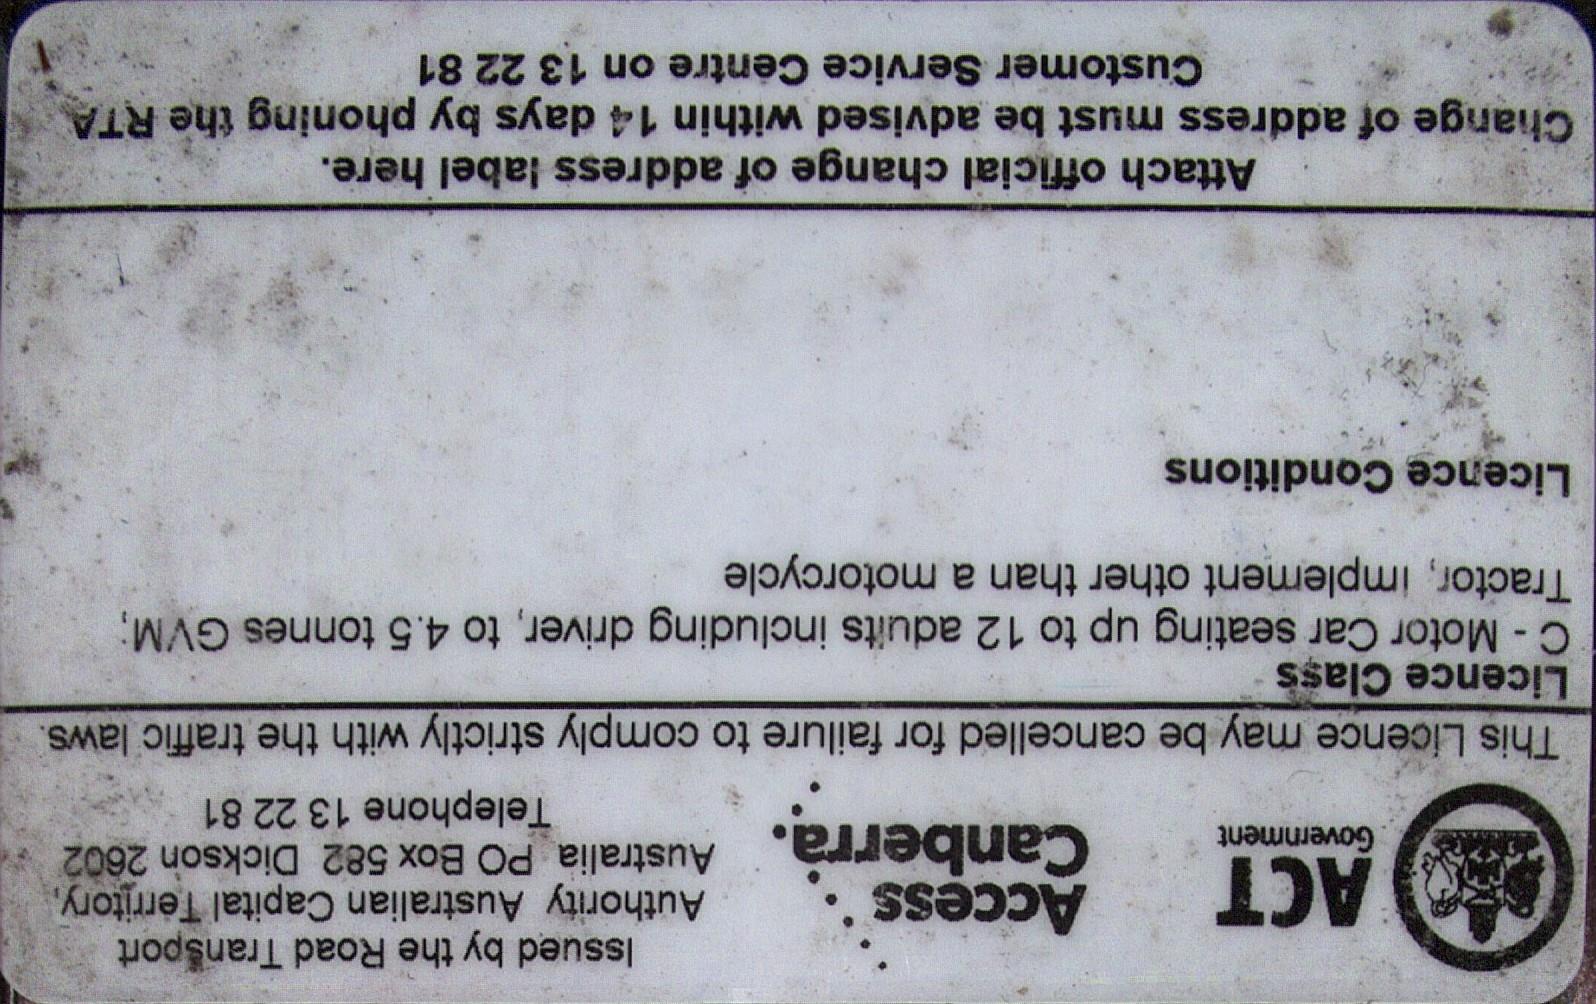 Issued by the Road Transport
Authority Australian Capital Territory,
Australia PO Box 582 Dickson 2602
Telephone 13 22 81
ACT
Government
Access
Canberra
This Licence may be cancelled for failure to comply strictly with the traffic laws.
Licence Class
C - Motor Car seating up to 12 adults including driver, to 4.5 tonnes GVM;
Tractor, implement other than a motorcycle
Licence Conditions
Attach official change of address label here.
Change of address must be advised within 14 days by phoning the RTA
Customer Service Centre on 13 22 81